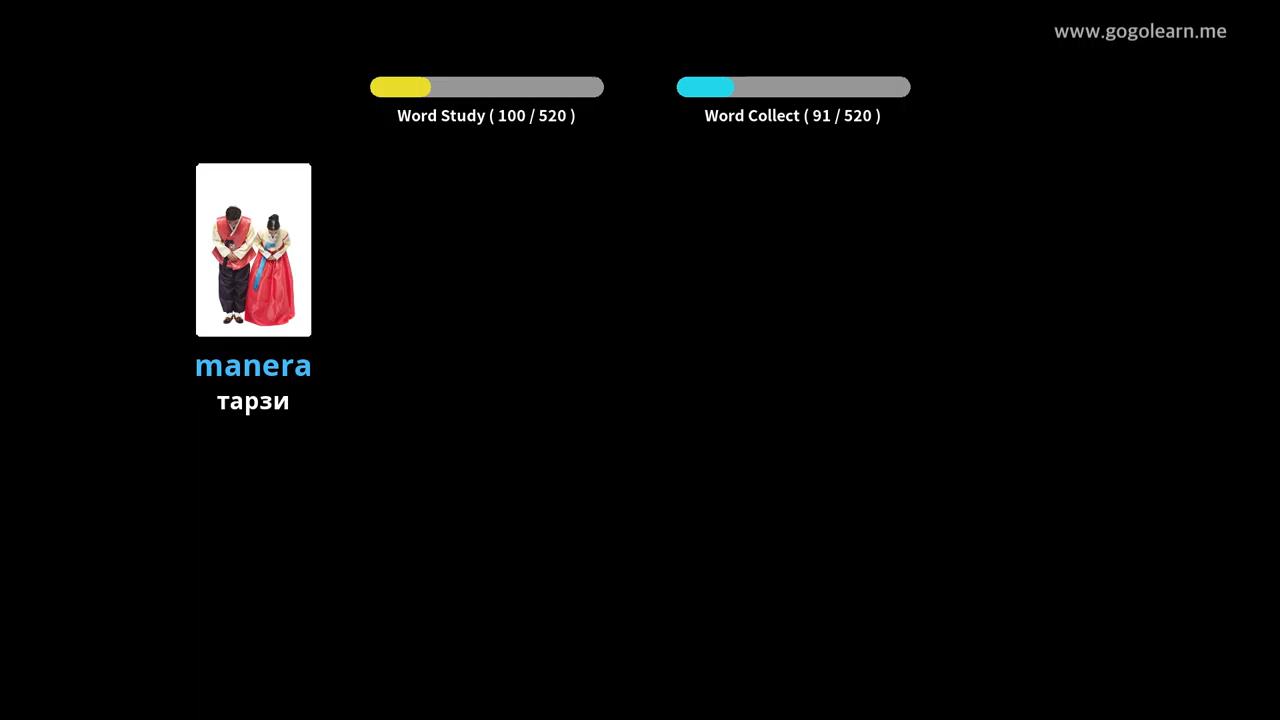 www.gogolearn.me
Word Study ( 100 / 520 )
Word Collect ( 91 / 520 )
manera
тарзи